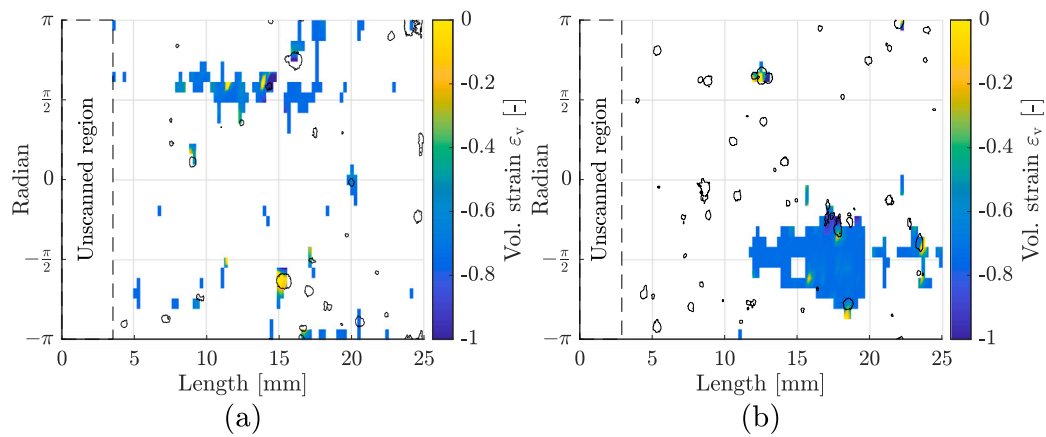 π
π/2
0
−π/2
−π
Radian
Unscanned region
0 5 10 15 20 25
Length [mm]
0
-0.2
-0.4
-0.6
-0.8
-1
Vol. strain εv [-]
(a)
π
π/2
0
−π/2
−π
Radian
Unscanned region
0 5 10 15 20 25
Length [mm]
0
-0.2
-0.4
-0.6
-0.8
-1
Vol. strain εv [-]
(b)